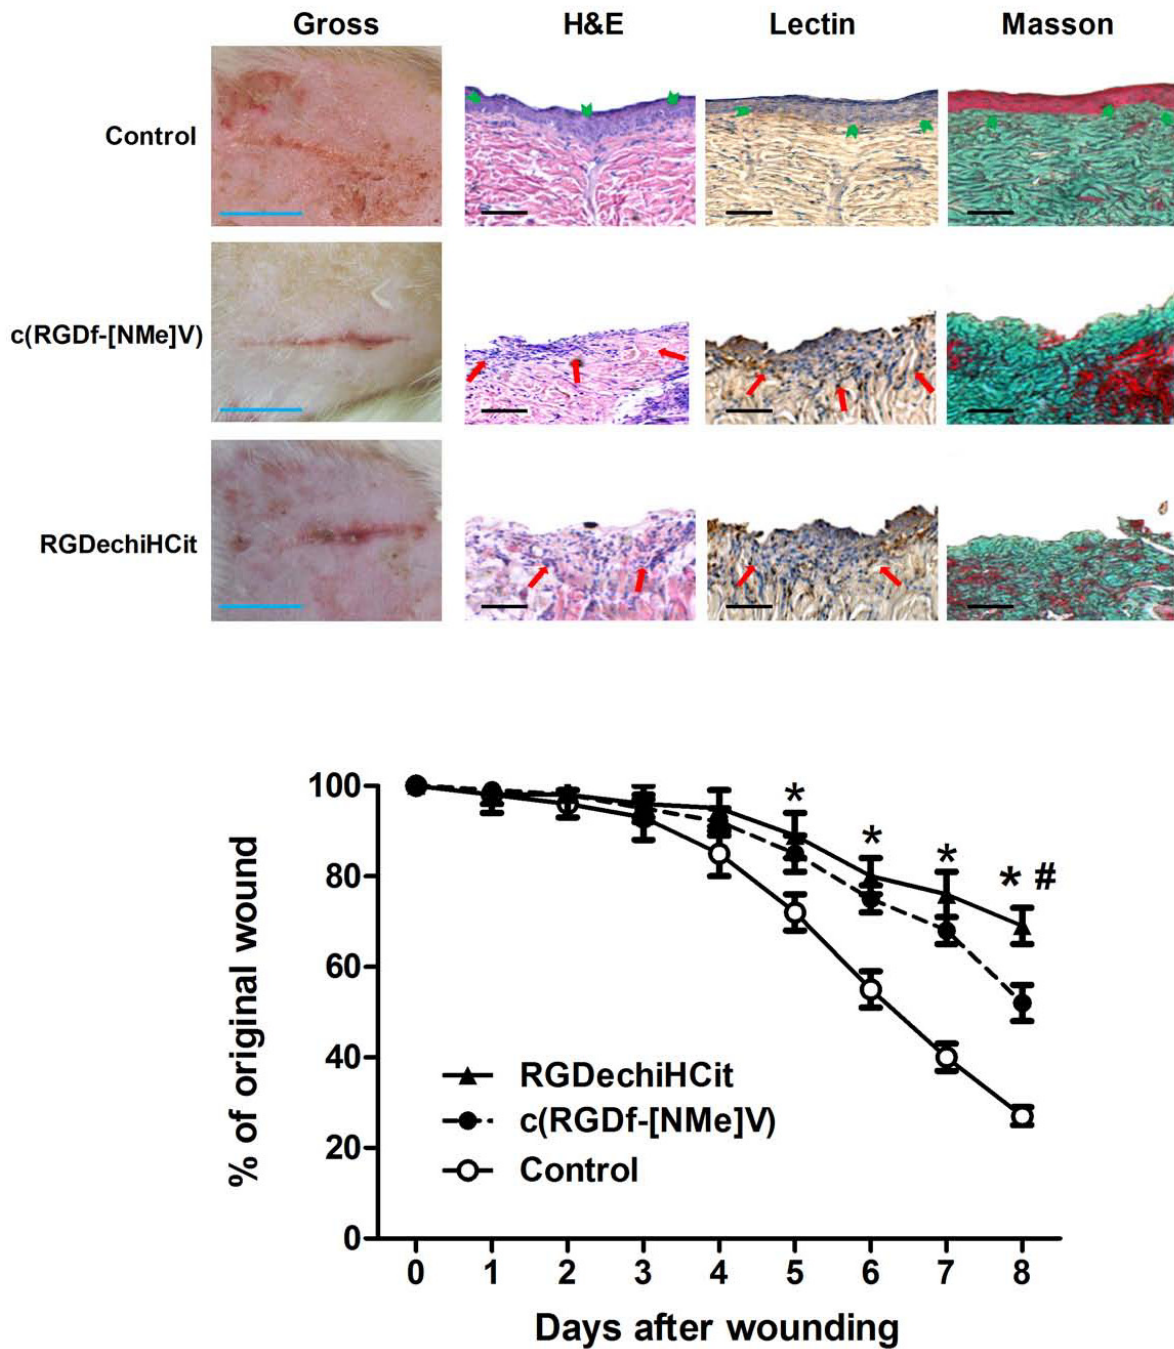 Gross H&E Lectin Masson
Control
c(RGDf-[NMe]V)
RGDechiHCit
100
80
60
40
20
0
% of original wound
* * * * #
RGDechiHCit
c(RGDf-[NMe]V)
Control
0 1 2 3 4 5 6 7 8
Days after wounding